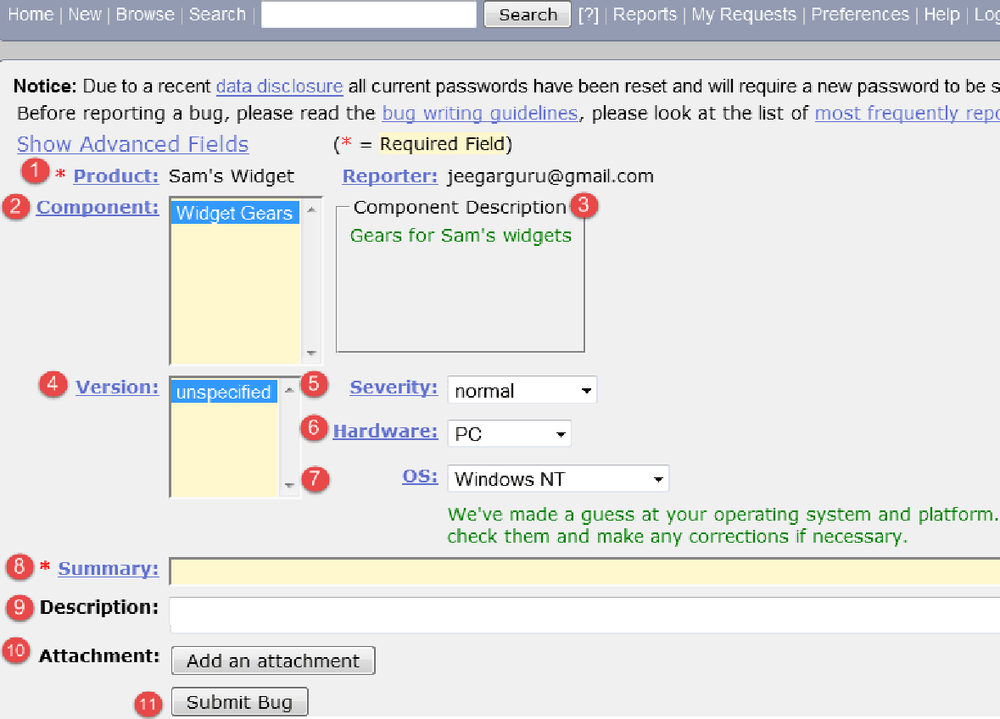 Home | New | Browse | Search | Search [?] | Reports | My Requests | Preferences | Help |
Notice: Due to a recent data disclosure all current passwords have been reset and will require a new password to be
Before reporting a bug, please read the bug writing guidelines, please look at the list of most frequently
Show Advanced Fields (* = Required Field)
1 * Product: Sam's Widget Reporter: jeegarguru@gmail.com
2 Component: Widget Gears Component Description 3
Gears for Sam's widgets
4 Version: unspecified 5 Severity: normal
6 Hardware: PC
7 OS: Windows NT
We've made a guess at your operating system and platform.
check them and make any corrections if necessary.
8 * Summary:
9 Description:
10 Attachment: Add an attachment
11 Submit Bug